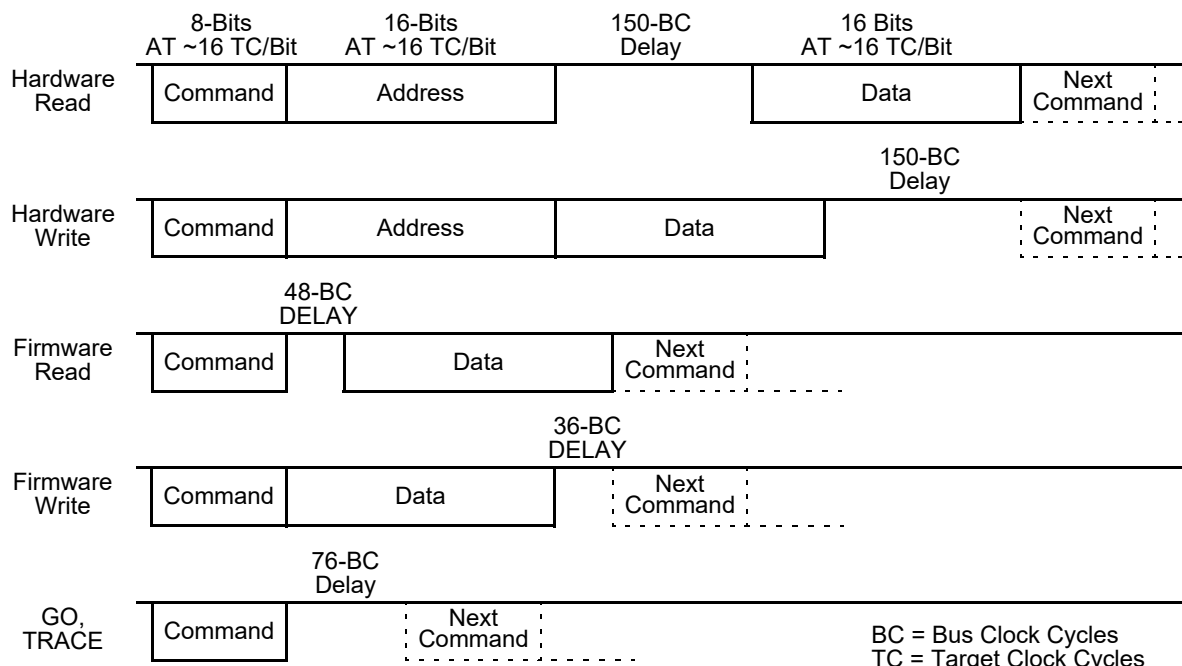 8-Bits
AT ~16 TC/Bit
16-Bits
AT ~16 TC/Bit
150-BC
Delay
16 Bits
AT ~16 TC/Bit
Hardware
Read
Command
Address
Data
Next
Command
150-BC
Delay
Hardware
Write
Command
Address
Data
Next
Command
48-BC
DELAY
Firmware
Read
Command
Data
Next
Command
36-BC
DELAY
Firmware
Write
Command
Data
Next
Command
76-BC
Delay
GO,
TRACE
Command
Next
Command
BC = Bus Clock Cycles
TC = Target Clock Cycles